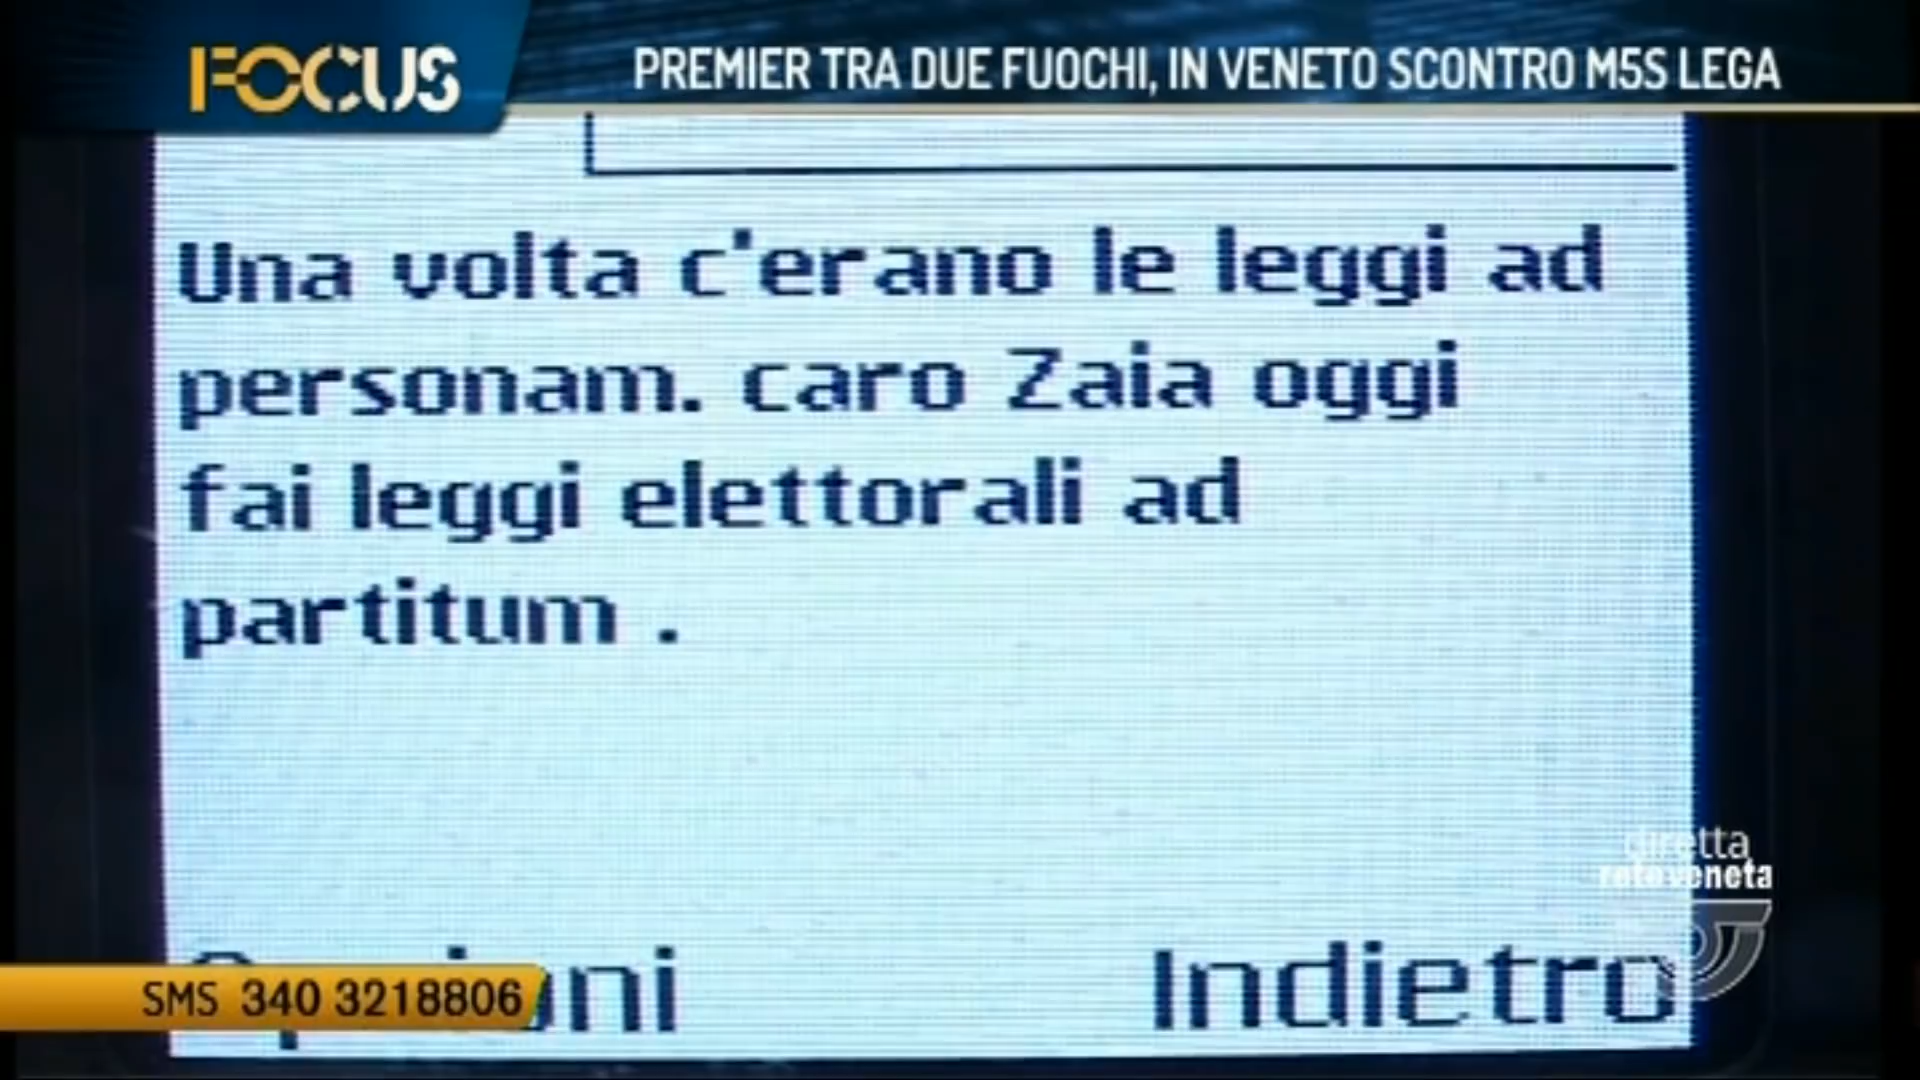 FOCUS
PREMIER TRA DUE FUOCHI, IN VENETO SCONTRO M5S LEGA
Una volta c'erano le leggi ad
personam. caro Zaia oggi
fai leggi elettorali ad
partitum .
diretta
reteveneta
Indietro
SMS 340 3218806